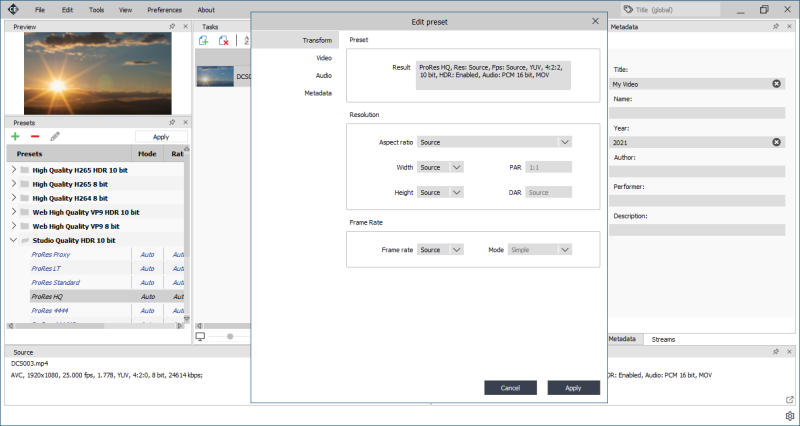 File Edit Tools View Preferences About
Title (global)
Preview
Tasks
Edit preset
Metadata
Transform
Video
Audio
Metadata
Preset
Result
ProRes HQ, Res: Source, Fps: Source, YUV, 4:2:2,
10 bit, HDR: Enabled, Audio: PCM 16 bit, MOV
Resolution
Aspect ratio Source
Width Source PAR 1:1
Height Source DAR Source
Frame Rate
Frame rate Source Mode Simple
Cancel Apply
DCS0
Presets
Apply
Presets Mode Rat
High Quality H265 HDR 10 bit
High Quality H265 8 bit
High Quality H264 8 bit
Web High Quality VP9 HDR 10 bit
Web High Quality VP9 8 bit
Studio Quality HDR 10 bit
ProRes Proxy Auto Aut
ProRes LT Auto Aut
ProRes Standard Auto Aut
ProRes HQ Auto Aut
ProRes 4444 Auto Aut
Title:
My Video
Name:
Year:
2021
Author:
Performer:
Description:
Metadata Streams
Source
DCS003.mp4
AVC, 1920x1080, 25.000 fps, 1.778, YUV, 4:2:0, 8 bit, 24614 kbps;
DR: Enabled, Audio: PCM 16 bit, MOV